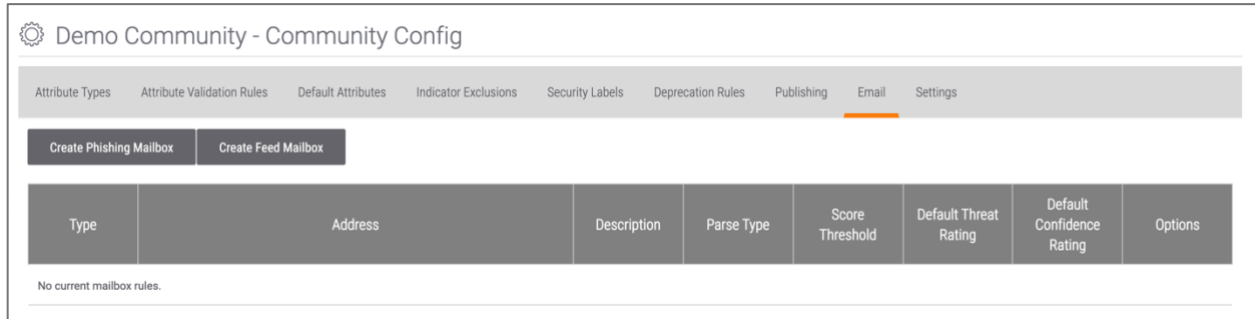 Demo Community - Community Config
Attribute Types Attribute Validation Rules Default Attributes Indicator Exclusions Security Labels Deprecation Rules Publishing Email Settings
Create Phishing Mailbox Create Feed Mailbox
Type Address Description Parse Type Score Threshold Default Threat Rating Default Confidence Rating Options
No current mailbox rules.